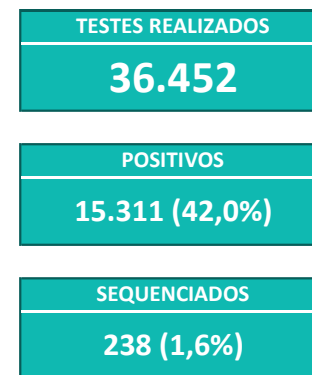 TESTES REALIZADOS
36.452
POSITIVOS
15.311 (42,0%)
SEQUENCIADOS
238 (1,6%)